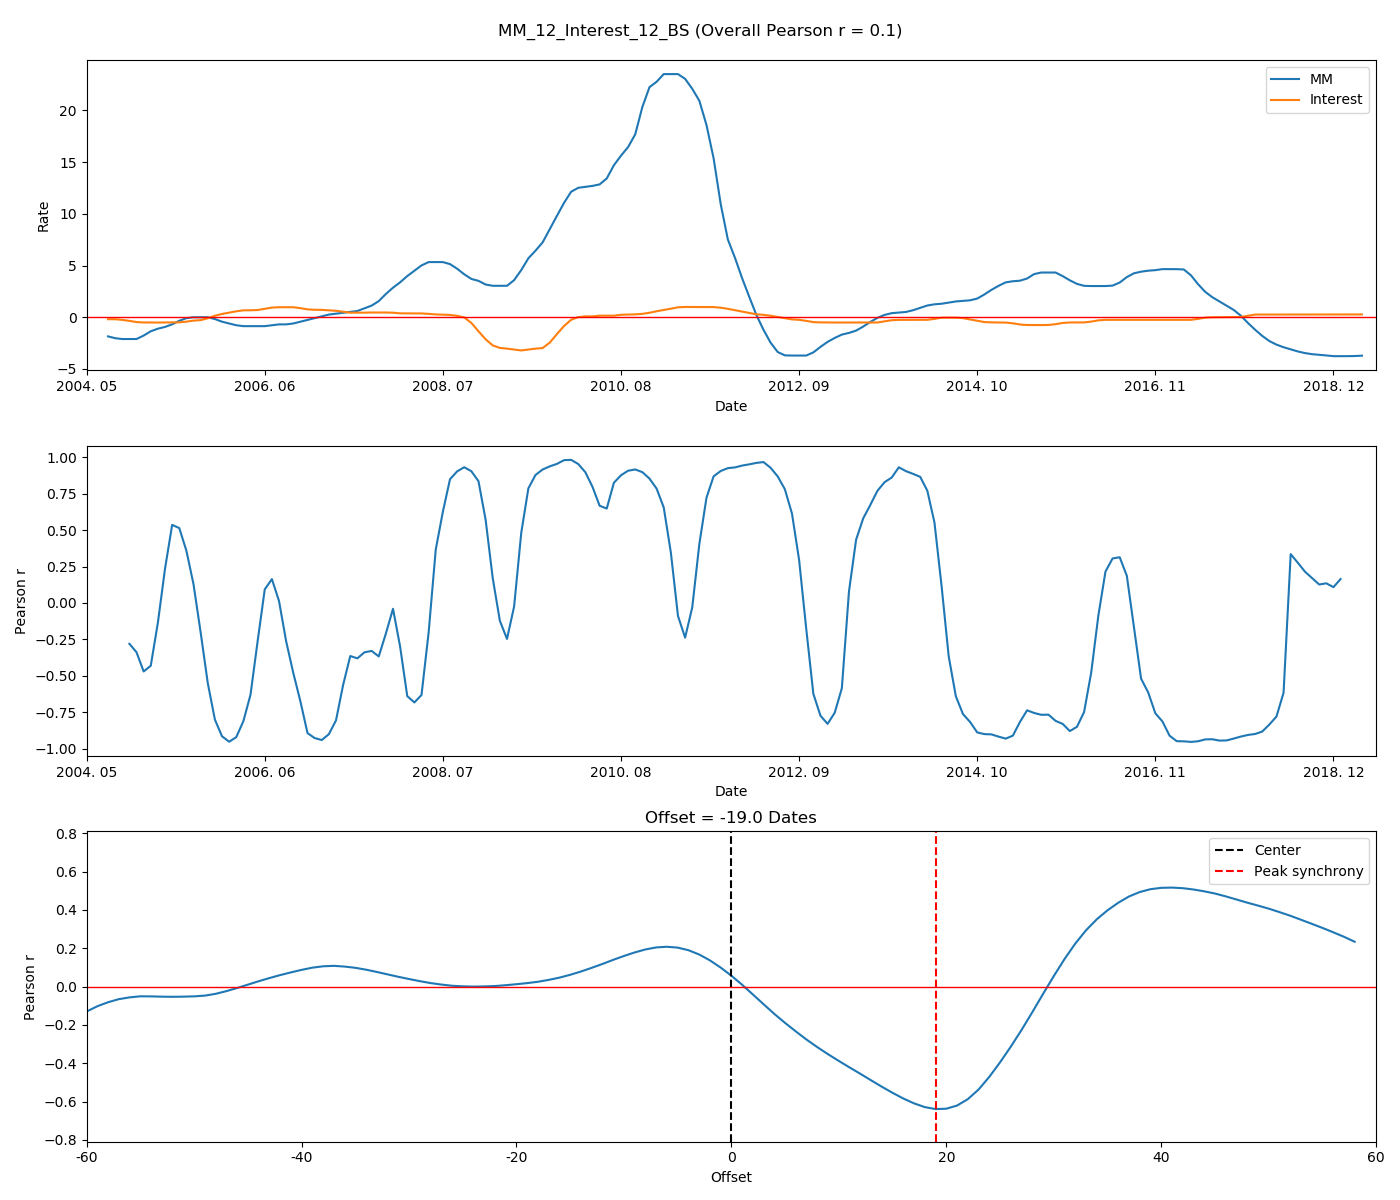 MM_12_Interest_12_BS (Overall Pearson r = 0.1)
MM
Interest
20
15
10
5
0
−5
Rate
2004. 05 2006. 06 2008. 07 2010. 08 2012. 09 2014. 10 2016. 11 2018. 12
Date
1.00
0.75
0.50
0.25
0.00
−0.25
−0.50
−0.75
−1.00
Pearson r
2004. 05 2006. 06 2008. 07 2010. 08 2012. 09 2014. 10 2016. 11 2018. 12
Date
Offset = -19.0 Dates
Center
Peak synchrony
0.8
0.6
0.4
0.2
0.0
−0.2
−0.4
−0.6
−0.8
Pearson r
-60 -40 -20 0 20 40 60
Offset